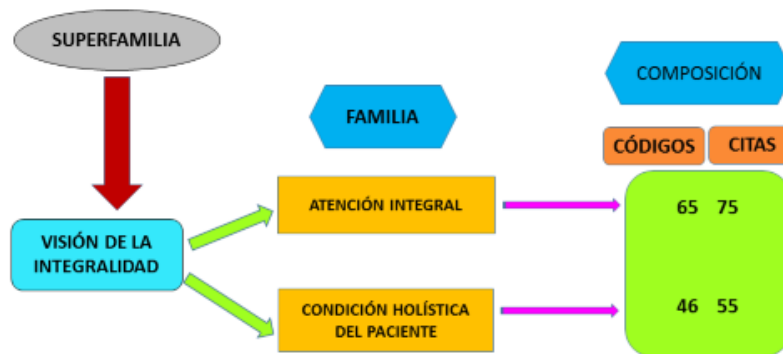 SUPERFAMILIA
COMPOSICIÓN
FAMILIA
CÓDIGOS CITAS
ATENCIÓN INTEGRAL
65 75
VISIÓN DE LA
INTEGRALIDAD
CONDICIÓN HOLÍSTICA
DEL PACIENTE
46 55